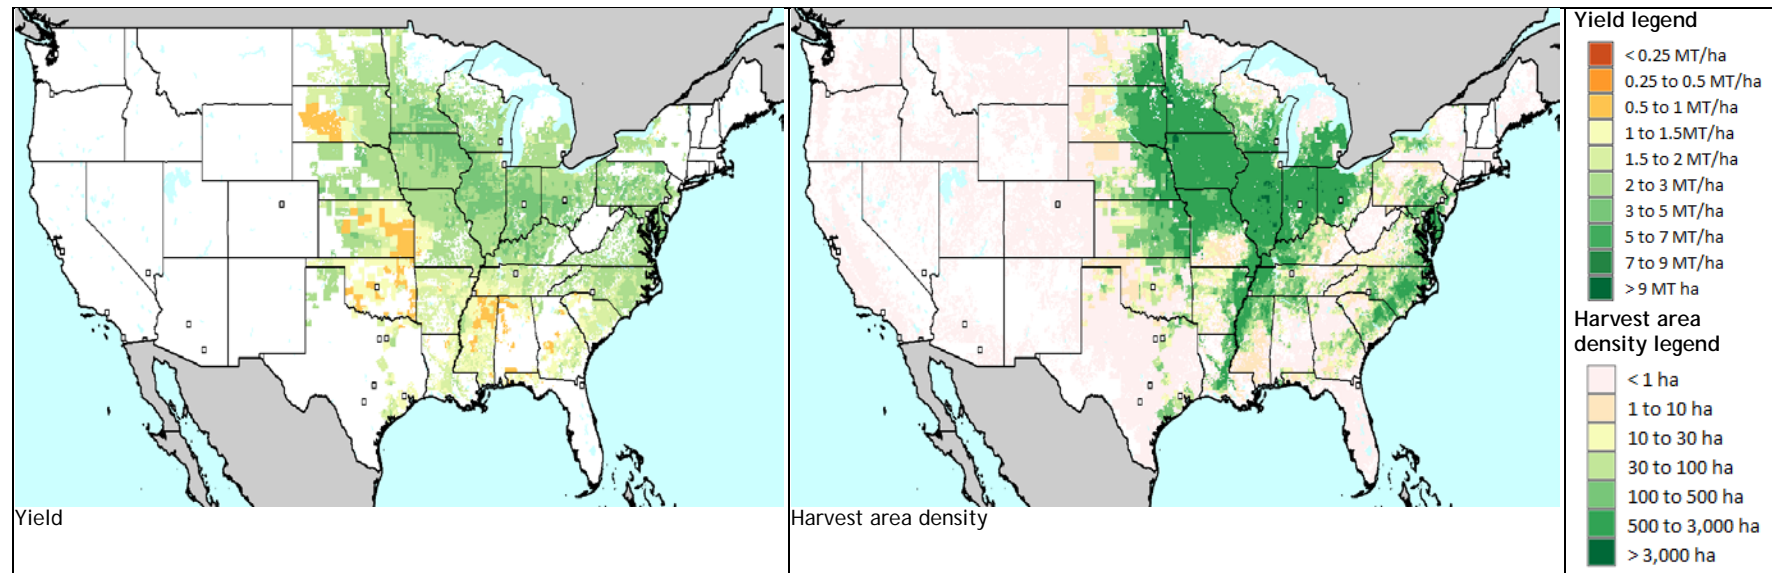 Yield legend
< 0.25 MT/ha
0.25 to 0.5 MT/ha
0.5 to 1 MT/ha
1 to 1.5MT/ha
1.5 to 2 MT/ha
2 to 3 MT/ha
3 to 5 MT/ha
5 to 7 MT/ha
7 to 9 MT/ha
> 9 MT ha
Harvest area
density legend
< 1 ha
1 to 10 ha
10 to 30 ha
30 to 100 ha
100 to 500 ha
500 to 3,000 ha
> 3,000 ha
Yield
Harvest area density